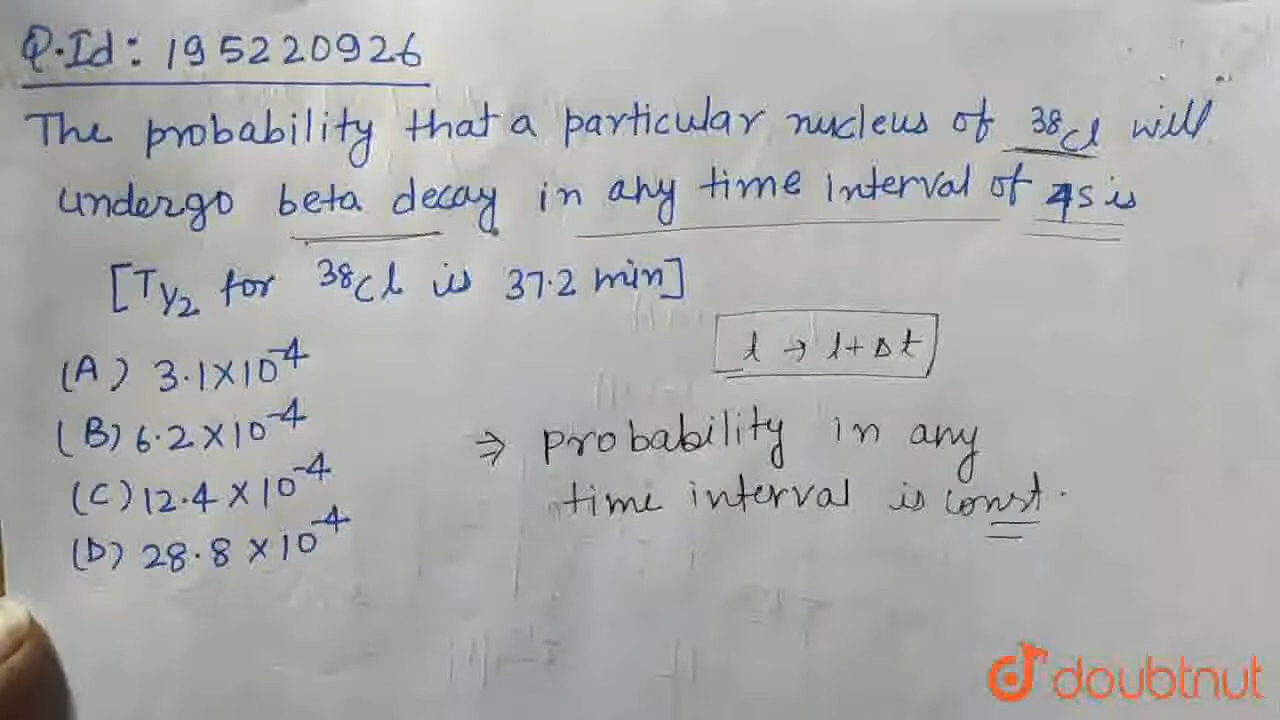 Q.Id: 195220926
The probability that a particular nucleus of ³⁸Cl will
undergo beta decay in any time interval of 4s is
[T½ for ³⁸Cl is 37.2 min]
(A) 3.1×10⁻⁴
(B) 6.2×10⁻⁴
(C) 12.4×10⁻⁴
(D) 28.8×10⁻⁴
t → t+Δt
⇒ probability in any
time interval is const.
doubtnut